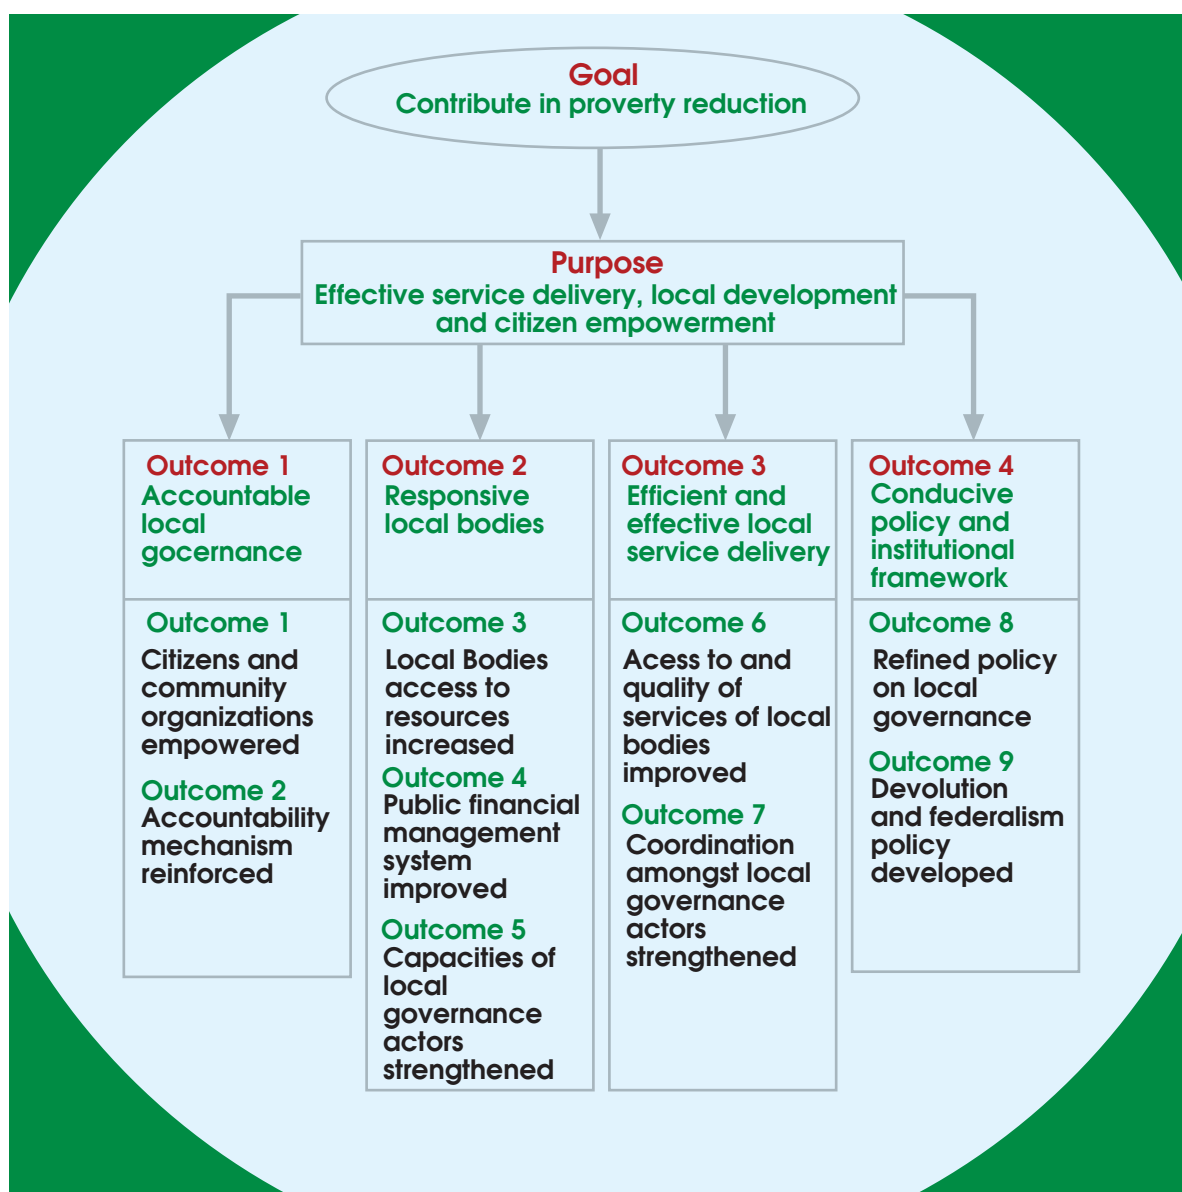 Goal
Contribute in proverty reduction
Purpose
Effective service delivery, local development
and citizen empowerment
Outcome 1
Accountable
local
gocernance
Outcome 1
Citizens and
community
organizations
empowered
Outcome 2
Accountability
mechanism
reinforced
Outcome 2
Responsive
local bodies
Outcome 3
Local Bodies
access to
resources
increased
Outcome 4
Public financial
management
system
improved
Outcome 5
Capacities of
local
governance
actors
strengthened
Outcome 3
Efficient and
effective local
service delivery
Outcome 6
Acess to and
quality of
services of local
bodies
improved
Outcome 7
Coordination
amongst local
governance
actors
strengthened
Outcome 4
Conducive
policy and
institutional
framework
Outcome 8
Refined policy
on local
governance
Outcome 9
Devolution
and federalism
policy
developed